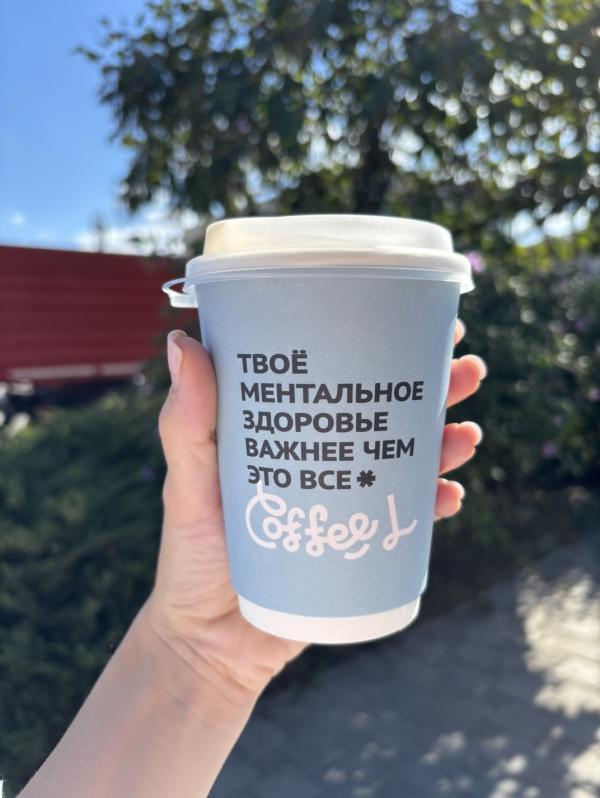 ТВОЁ
МЕНТАЛЬНОЕ
ЗДОРОВЬЕ
ВАЖНЕЕ ЧЕМ
ЭТО ВСЕ*
Coffee L